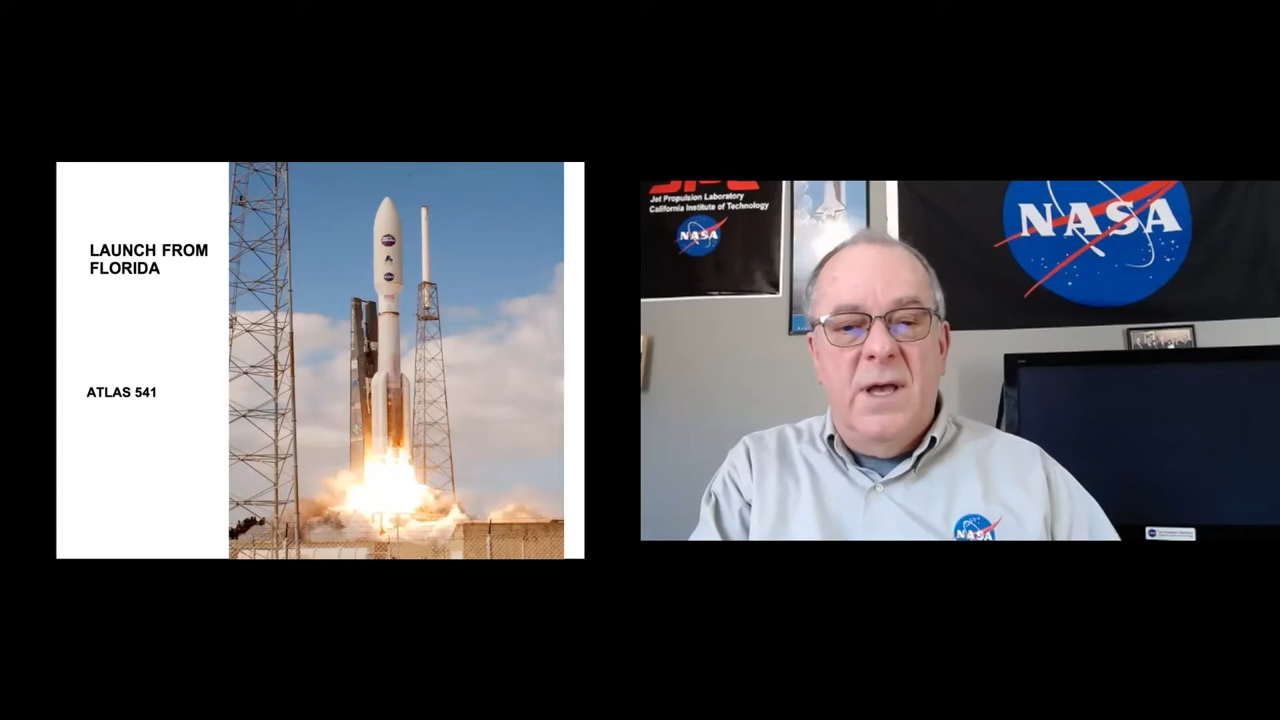 LAUNCH FROM
FLORIDA
ATLAS 541
Jet Propulsion Laboratory
California Institute of Technology
NASA
NASA
NASA